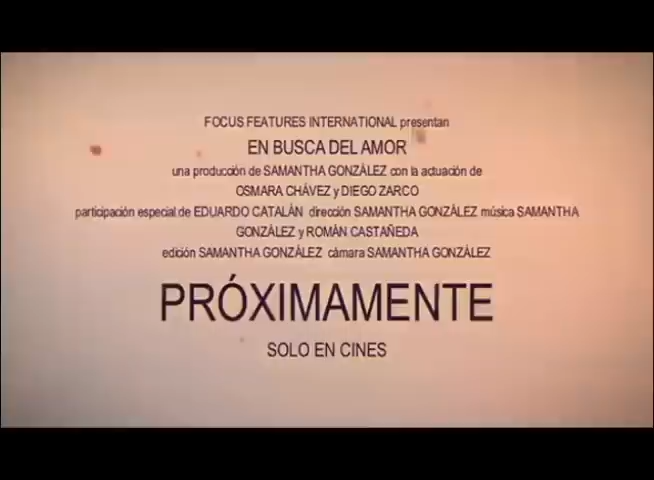 FOCUS FEATURES INTERNATIONAL presentan
EN BUSCA DEL AMOR
una producción de SAMANTHA GONZÁLEZ con la actuación de
OSMARA CHÁVEZ y DIEGO ZARCO
participación especial de EDUARDO CATALÁN dirección SAMANTHA GONZÁLEZ música SAMANTHA
GONZÁLEZ y ROMÁN CASTAÑEDA
edición SAMANTHA GONZÁLEZ cámara SAMANTHA GONZÁLEZ
PRÓXIMAMENTE
SOLO EN CINES